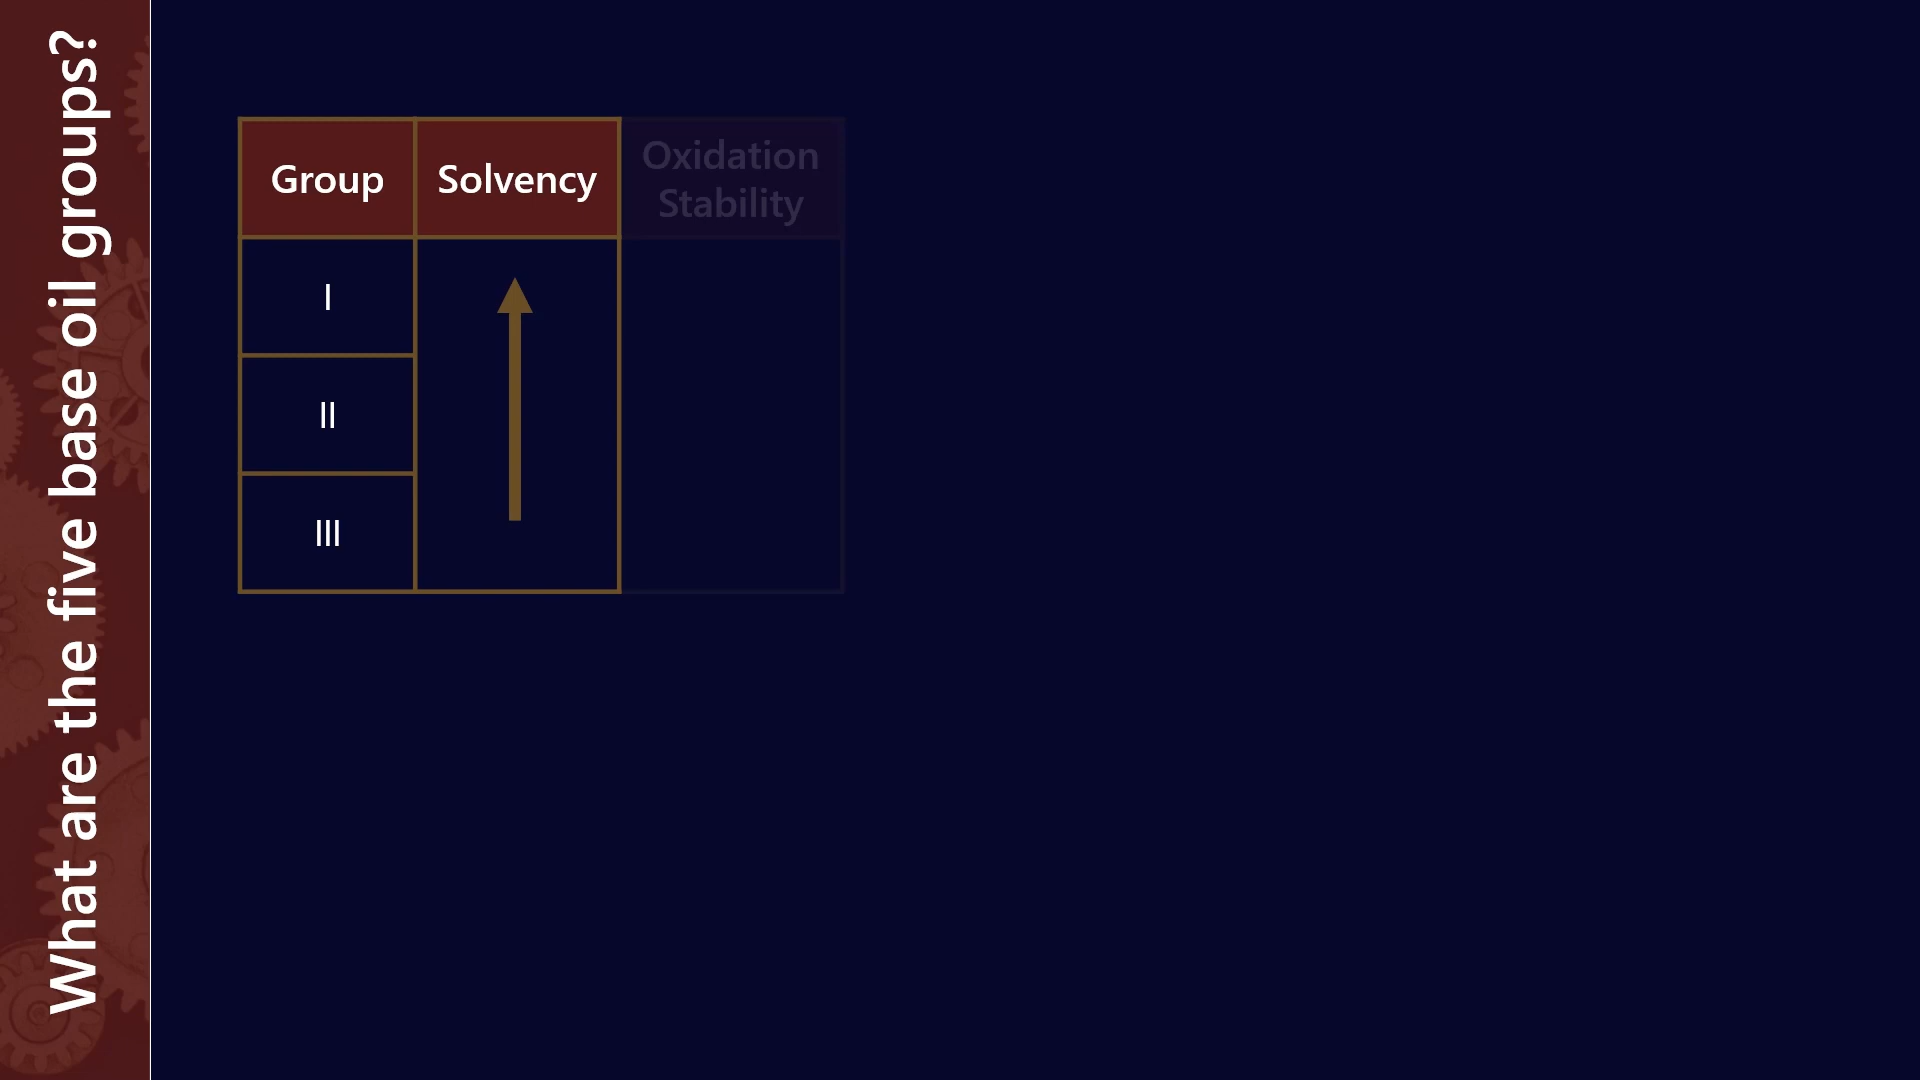 What are the five base oil groups?
Group
Solvency
Oxidation
Stability
I
II
III